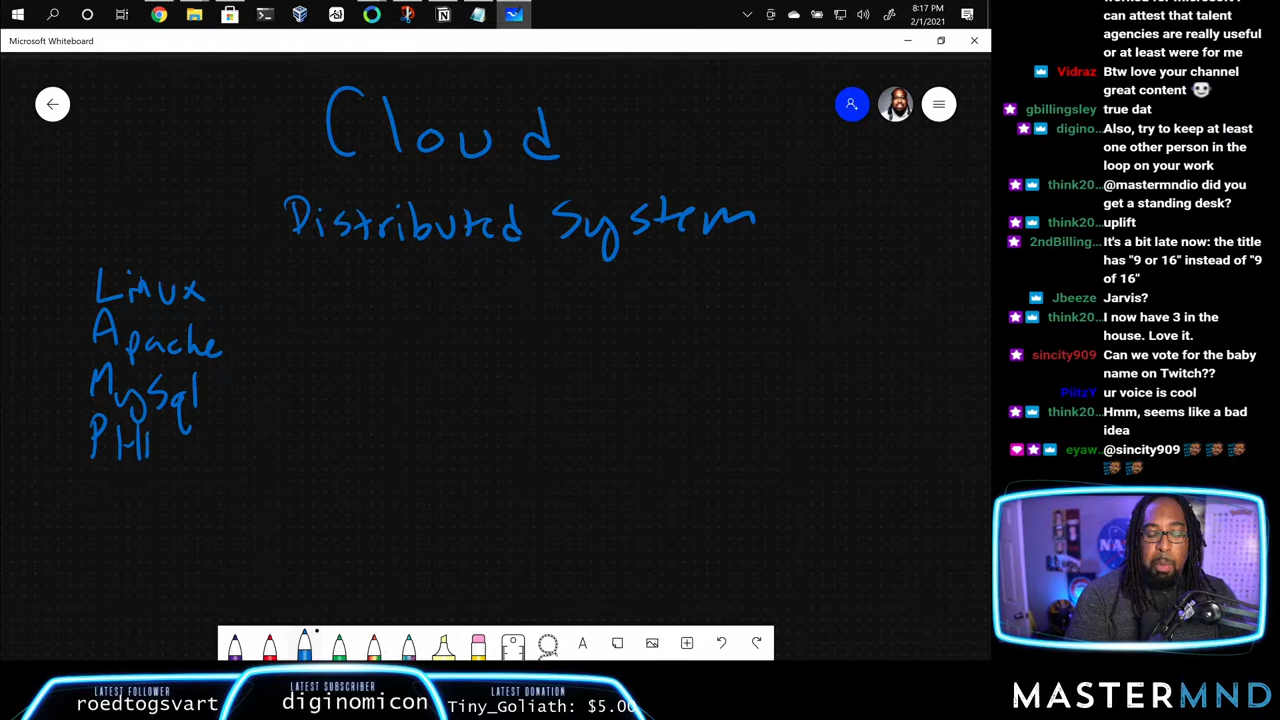 8:17 PM
2/1/2021
Microsoft Whiteboard
Cloud
Distributed System
Linux
Apache
MySql
PHI
A
can attest that talent
agencies are really useful
or at least were for me
Vidraz Btw love your channel
great content
gbillingsley true dat
digino... Also, try to keep at least
one other person in the
loop on your work
think20... @mastermndio did you
get a standing desk?
think20... uplift
2ndBilling... It's a bit late now: the title
has "9 or 16" instead of "9
of 16"
Jbeeze Jarvis?
think20... I now have 3 in the
house. Love it.
sincity909 Can we vote for the baby
name on Twitch??
PiltzY ur voice is cool
think20... Hmm, seems like a bad
idea
eyaw... @sincity909
NASA
LATEST FOLLOWER
roedtogsvart
LATEST SUBSCRIBER
diginomicon
LATEST DONATION
Tiny_Goliath: $5.00
MASTERMND